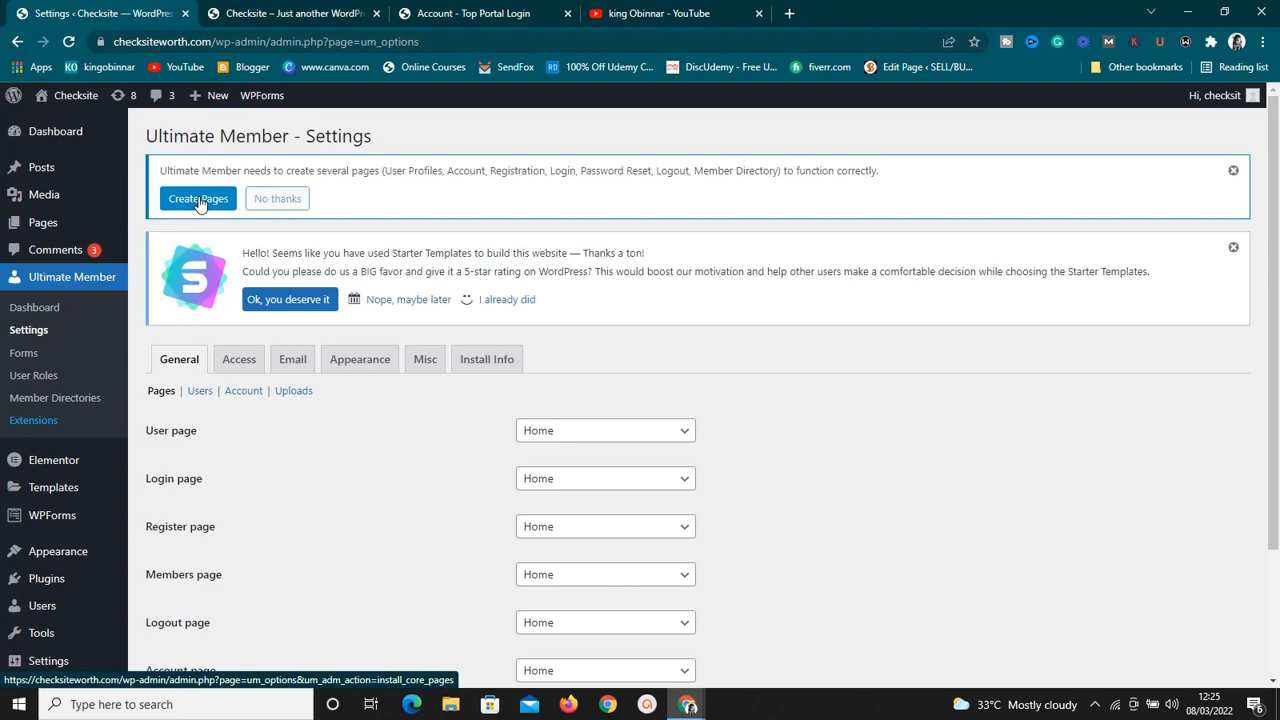 Settings ‹ Checksite — WordPres
Checksite – Just another WordPr
Account - Top Portal Login
king Obinnar - YouTube
checksiteworth.com/wp-admin/admin.php?page=um_options
Apps
kingobinnar
YouTube
Blogger
www.canva.com
Online Courses
SendFox
100% Off Udemy C...
DiscUdemy - Free U...
fiverr.com
Edit Page ‹ SELL/BU...
Other bookmarks
Reading list
Checksite
8
3
New
WPForms
Hi, checksit
Dashboard
Posts
Media
Pages
Comments 3
Ultimate Member
Dashboard
Settings
Forms
User Roles
Member Directories
Extensions
Elementor
Templates
WPForms
Appearance
Plugins
Users
Tools
Settings
Ultimate Member - Settings
Ultimate Member needs to create several pages (User Profiles, Account, Registration, Login, Password Reset, Logout, Member Directory) to function correctly.
Create Pages
No thanks
Hello! Seems like you have used Starter Templates to build this website — Thanks a ton!
Could you please do us a BIG favor and give it a 5-star rating on WordPress? This would boost our motivation and help other users make a comfortable decision while choosing the Starter Templates.
Ok, you deserve it
Nope, maybe later
I already did
General
Access
Email
Appearance
Misc
Install Info
Pages | Users | Account | Uploads
User page
Home
Login page
Home
Register page
Home
Members page
Home
Logout page
Home
Account page
Home
https://checksiteworth.com/wp-admin/admin.php?page=um_options&um_adm_action=install_core_pages
Type here to search
33°C Mostly cloudy
12:25
08/03/2022
6